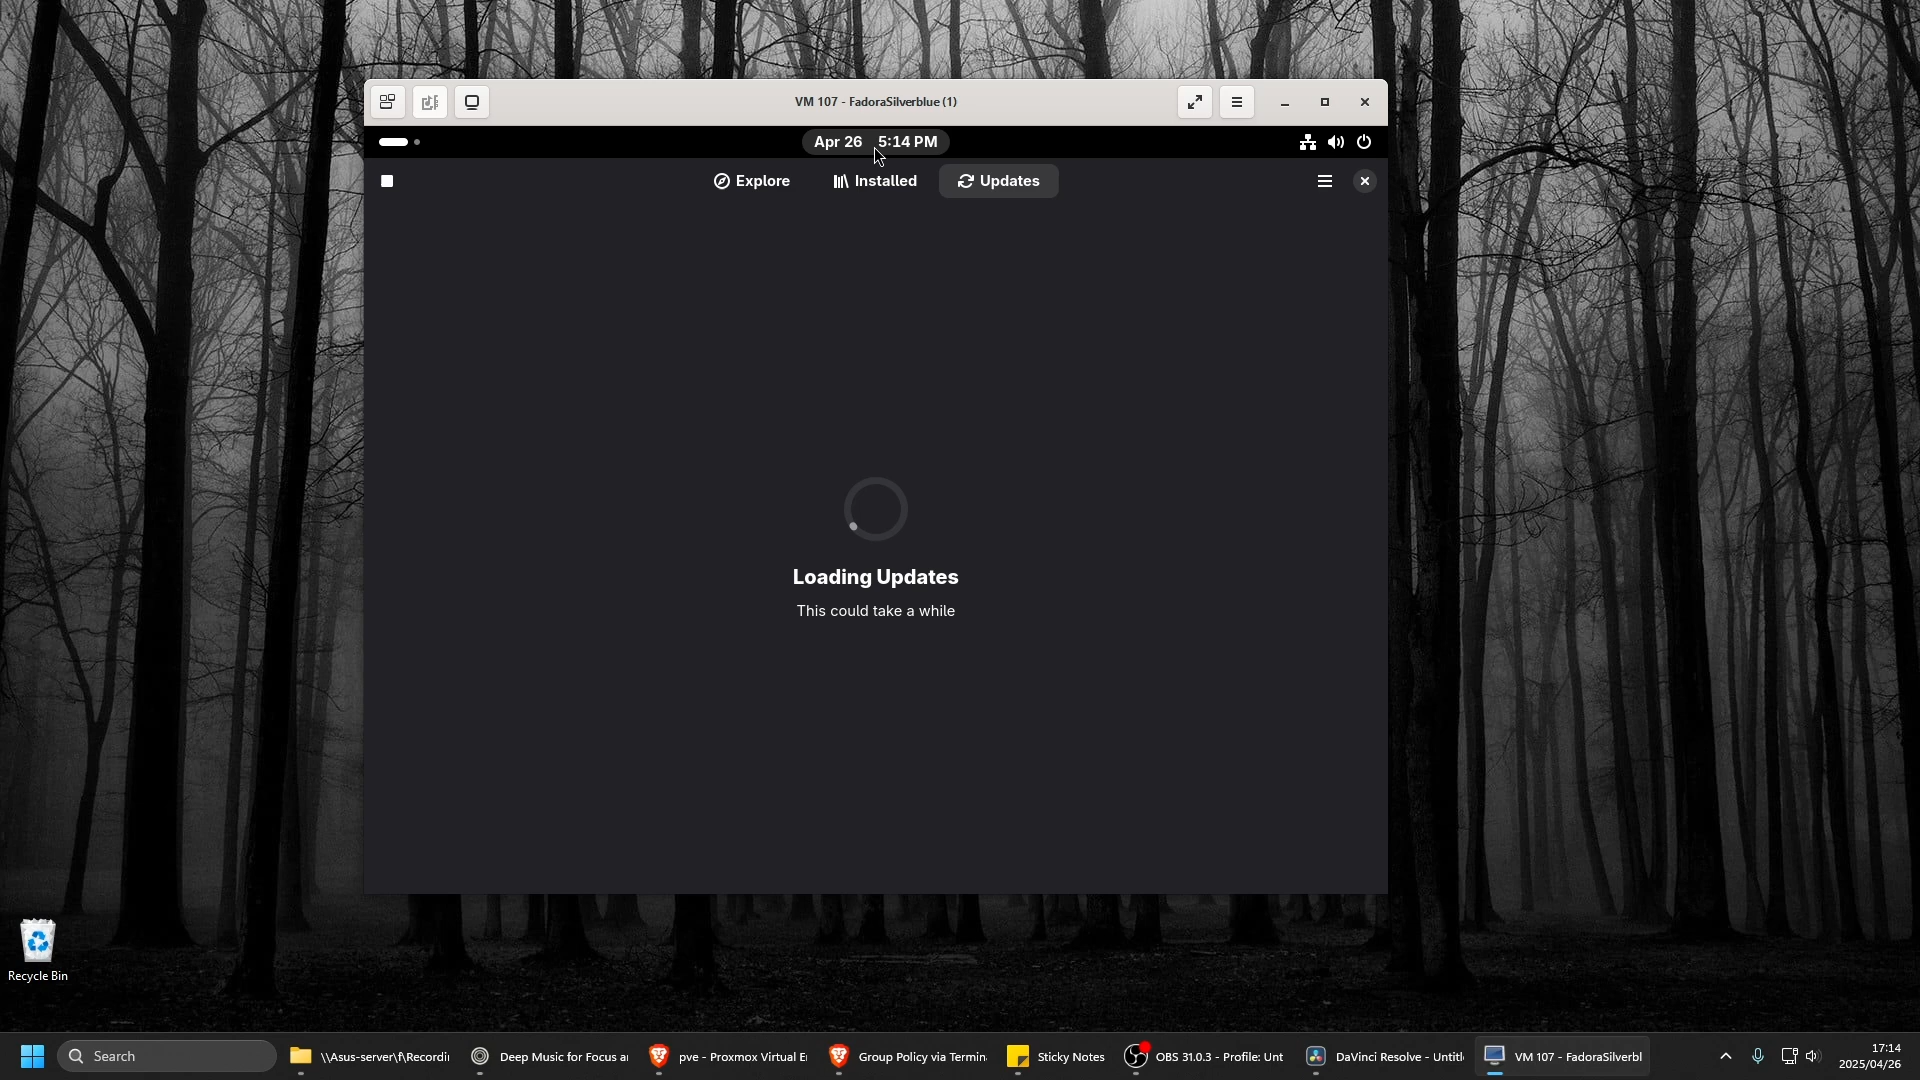 VM 107 - FadoraSilverblue (1)
Apr 26 5:14 PM
Explore
Installed
Updates
Loading Updates
This could take a while
Recycle Bin
Search
\\Asus-server\f\Recordi
Deep Music for Focus a
pve - Proxmox Virtual E
Group Policy via Termin
Sticky Notes
OBS 31.0.3 - Profile: Unt
DaVinci Resolve - Untitl
VM 107 - FadoraSilverbl
17:14
2025/04/26